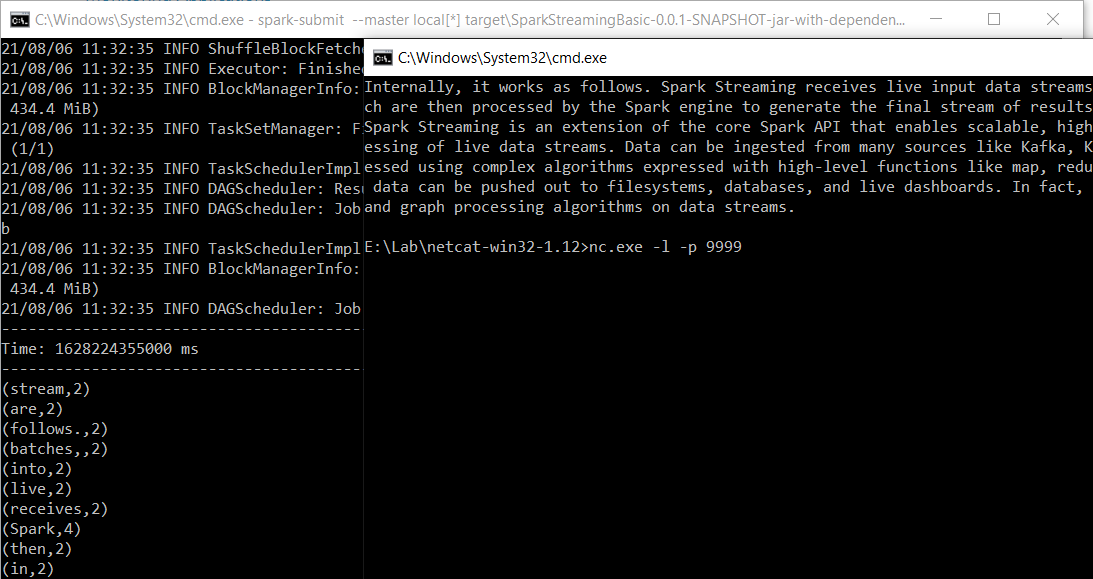 C:\Windows\System32\cmd.exe - spark-submit --master local[*] target\SparkStreamingBasic-0.0.1-SNAPSHOT-jar-with-dependen...
21/08/06 11:32:35 INFO ShuffleBlockFetch
21/08/06 11:32:35 INFO Executor: Finished
21/08/06 11:32:35 INFO BlockManagerInfo:
434.4 MiB)
21/08/06 11:32:35 INFO TaskSetManager: F
(1/1)
21/08/06 11:32:35 INFO TaskSchedulerImpl
21/08/06 11:32:35 INFO DAGScheduler: Resu
21/08/06 11:32:35 INFO DAGScheduler: Job
b
21/08/06 11:32:35 INFO TaskSchedulerImpl
21/08/06 11:32:35 INFO BlockManagerInfo:
434.4 MiB)
21/08/06 11:32:35 INFO DAGScheduler: Job
----------------------------------------
Time: 1628224355000 ms
----------------------------------------
(stream,2)
(are,2)
(follows.,2)
(batches,,2)
(into,2)
(live,2)
(receives,2)
(Spark,4)
(then,2)
(in,2)
C:\Windows\System32\cmd.exe
Internally, it works as follows. Spark Streaming receives live input data streams
ch are then processed by the Spark engine to generate the final stream of results
Spark Streaming is an extension of the core Spark API that enables scalable, high
essing of live data streams. Data can be ingested from many sources like Kafka, K
essed using complex algorithms expressed with high-level functions like map, redu
data can be pushed out to filesystems, databases, and live dashboards. In fact,
and graph processing algorithms on data streams.
E:\Lab\netcat-win32-1.12>nc.exe -l -p 9999